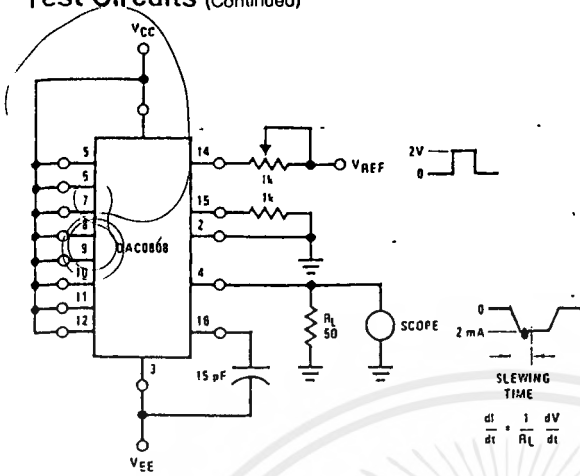 Test Circuits (Continued)
VCC
5
6
7
8
9
10
11
12
DAC0808
14
1k
VREF
2V
0
15
1k
2
4
16
RL
50
SCOPE
0
2 mA
SLEWING
TIME
15 pF
3
VEE
dI/dt = 1/RL dV/dt